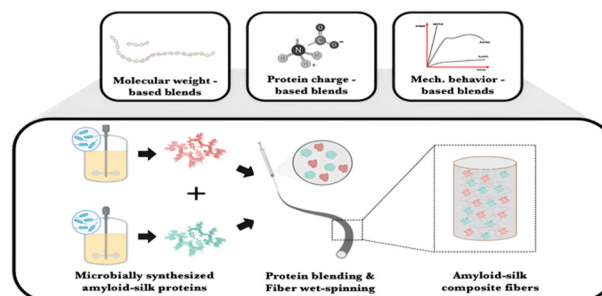 Molecular weight -
based blends
Protein charge -
based blends
Mech. behavior -
based blends
Microbially synthesized
amyloid-silk proteins
Protein blending &
Fiber wet-spinning
Amyloid-silk
composite fibers